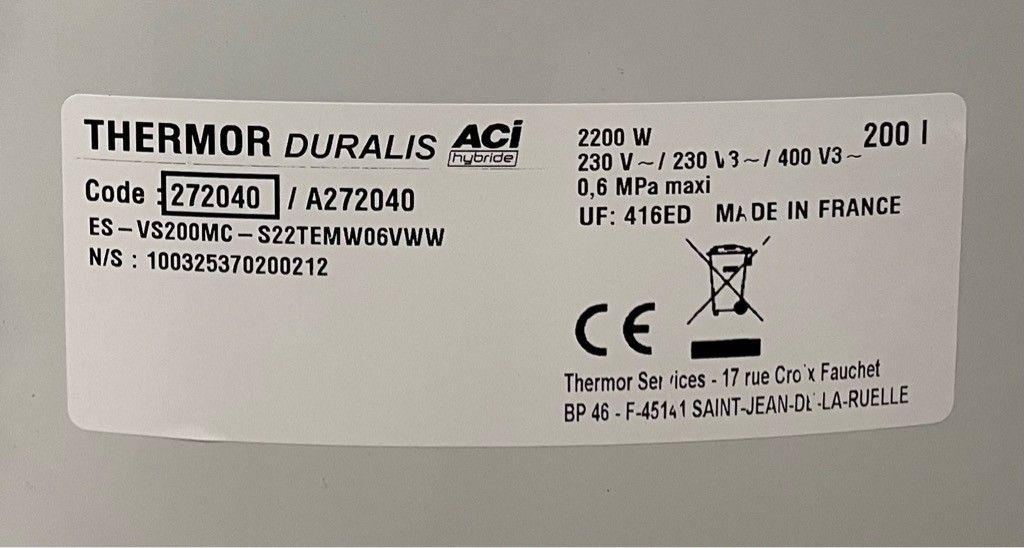 THERMOR DURALIS ACi hybride
Code : 272040 / A272040
ES-VS200MC-S22TEMW06VWW
N/S : 100325370200212
2200 W
200 l
230 V~/ 230 V3~/ 400 V3~
0,6 MPa maxi
UF: 416ED MADE IN FRANCE
CE
Thermor Services - 17 rue Croix Fauchet
BP 46 - F-45141 SAINT-JEAN-DE-LA-RUELLE